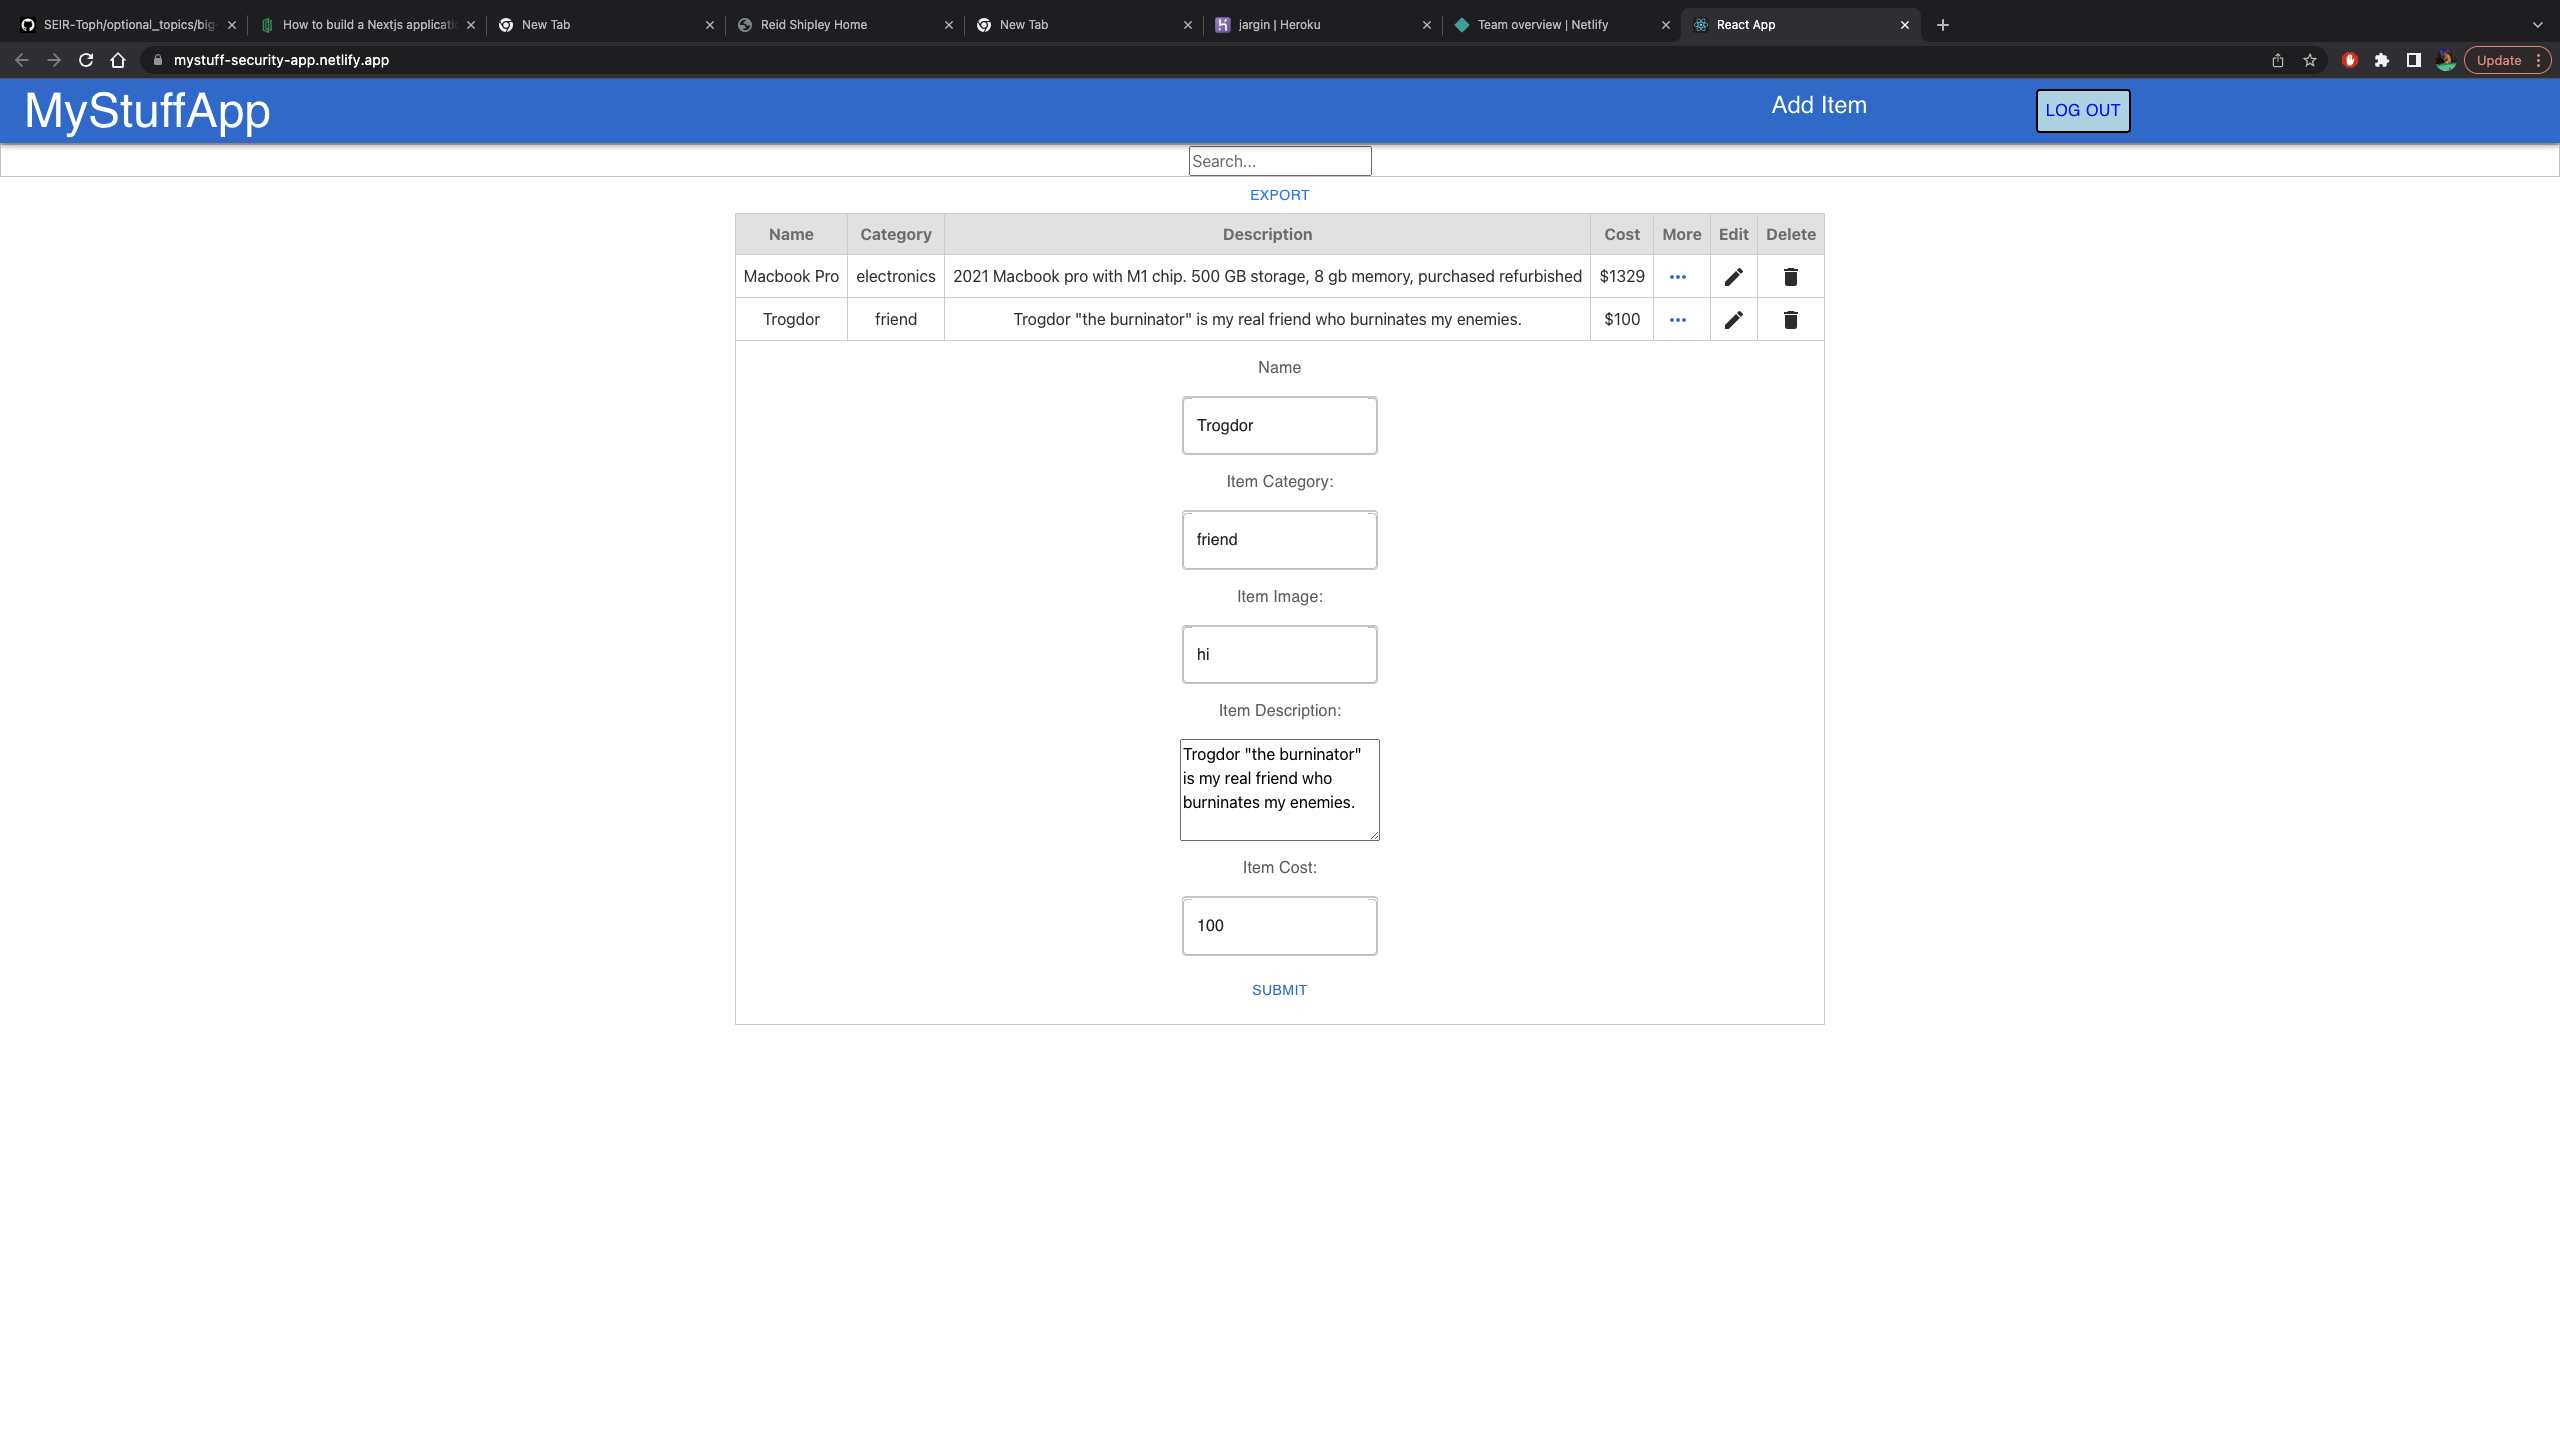 SEIR-Toph/optional_topics/big-
How to build a Nextjs applicati
New Tab
Reid Shipley Home
New Tab
jargin | Heroku
Team overview | Netlify
React App
mystuff-security-app.netlify.app
Update
MyStuffApp
Add Item
LOG OUT
Search...
EXPORT
Name Category Description Cost More Edit Delete
Macbook Pro electronics 2021 Macbook pro with M1 chip. 500 GB storage, 8 gb memory, purchased refurbished $1329
Trogdor friend Trogdor "the burninator" is my real friend who burninates my enemies. $100
Name
Trogdor
Item Category:
friend
Item Image:
hi
Item Description:
Trogdor "the burninator"
is my real friend who
burninates my enemies.
Item Cost:
100
SUBMIT